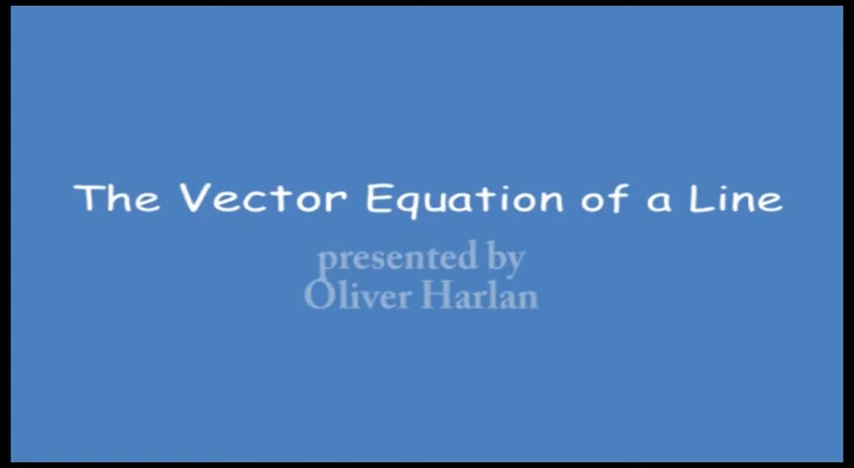 The Vector Equation of a Line
presented by
Oliver Harlan